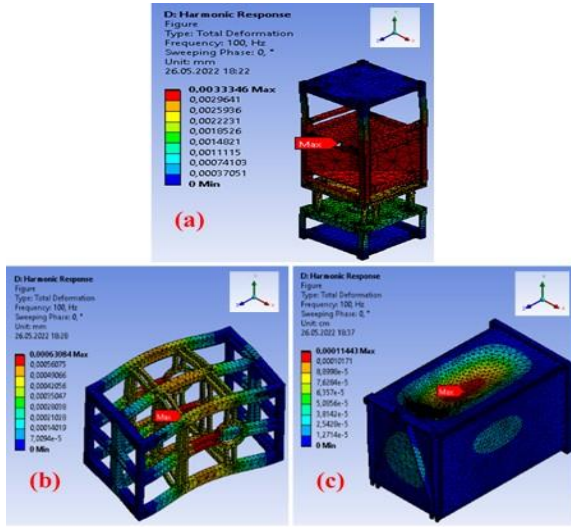 D: Harmonic Response
Figure
Type: Total Deformation
Frequency: 100, Hz
Sweeping Phase: 0, °
Unit: mm
26.05.2022 18:22
0,0033346 Max
0,0029641
0,0025936
0,0022231
0,0018526
0,0014821
0,0011115
0,00074103
0,00037051
0 Min
Max
(a)
D: Harmonic Response
Figure
Type: Total Deformation
Frequency: 100, Hz
Sweeping Phase: 0, °
Unit: mm
26.05.2022 18:28
0,00063084 Max
0,00056075
0,00049066
0,00042056
0,00035047
0,00028038
0,00021028
0,00014019
7,0094e-5
0 Min
Max
(b)
D: Harmonic Response
Figure
Type: Total Deformation
Frequency: 100, Hz
Sweeping Phase: 0, °
Unit: cm
26.05.2022 18:37
0,00011443 Max
0,00010171
8,8998e-5
7,6284e-5
6,357e-5
5,0856e-5
3,8142e-5
2,5428e-5
1,2714e-5
0 Min
Max
(c)